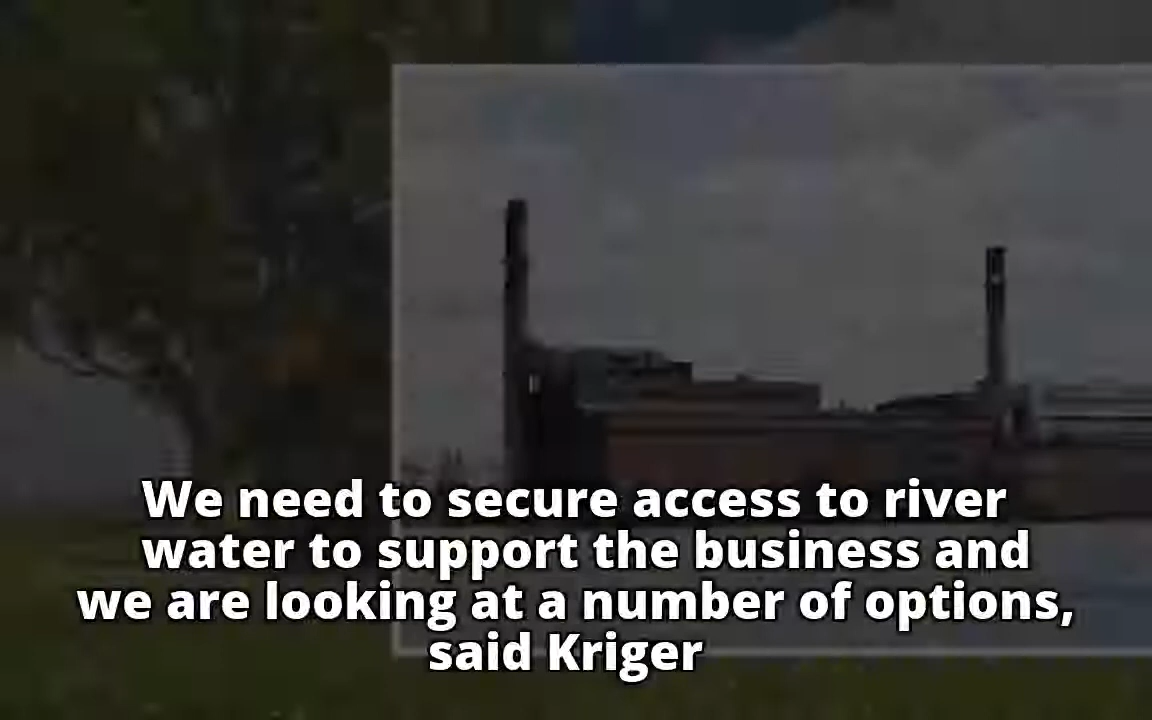 We need to secure access to river
water to support the business and
we are looking at a number of options,
said Kriger